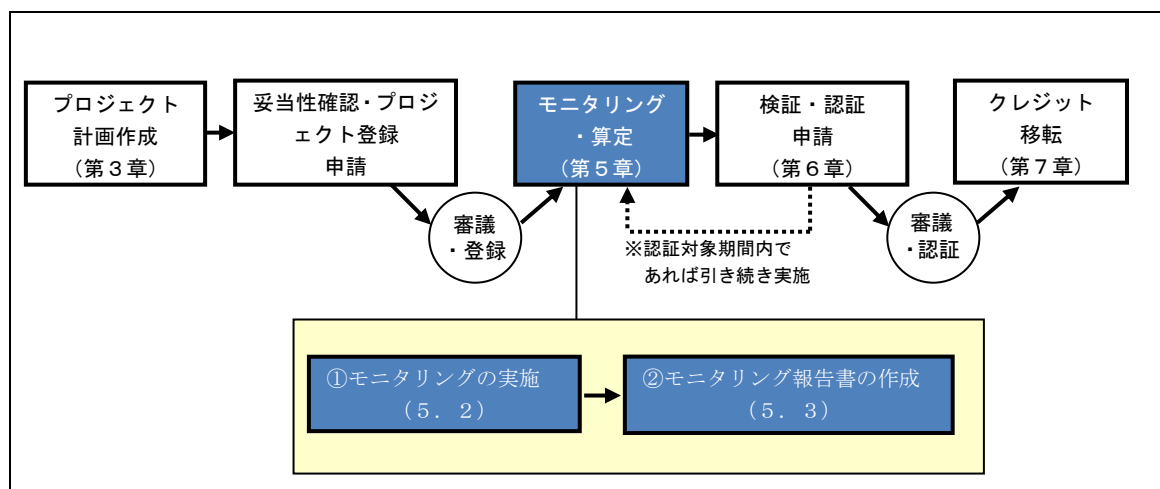 プロジェクト
計画作成
（第３章）
妥当性確認・プロジ
ェクト登録
申請
審議
・登録
モニタリング
・算定
（第５章）
検証・認証
申請
（第６章）
※認証対象期間内で
あれば引き続き実施
審議
・認証
クレジット
移転
（第７章）
①モニタリングの実施
（５．２）
②モニタリング報告書の作成
（５．３）